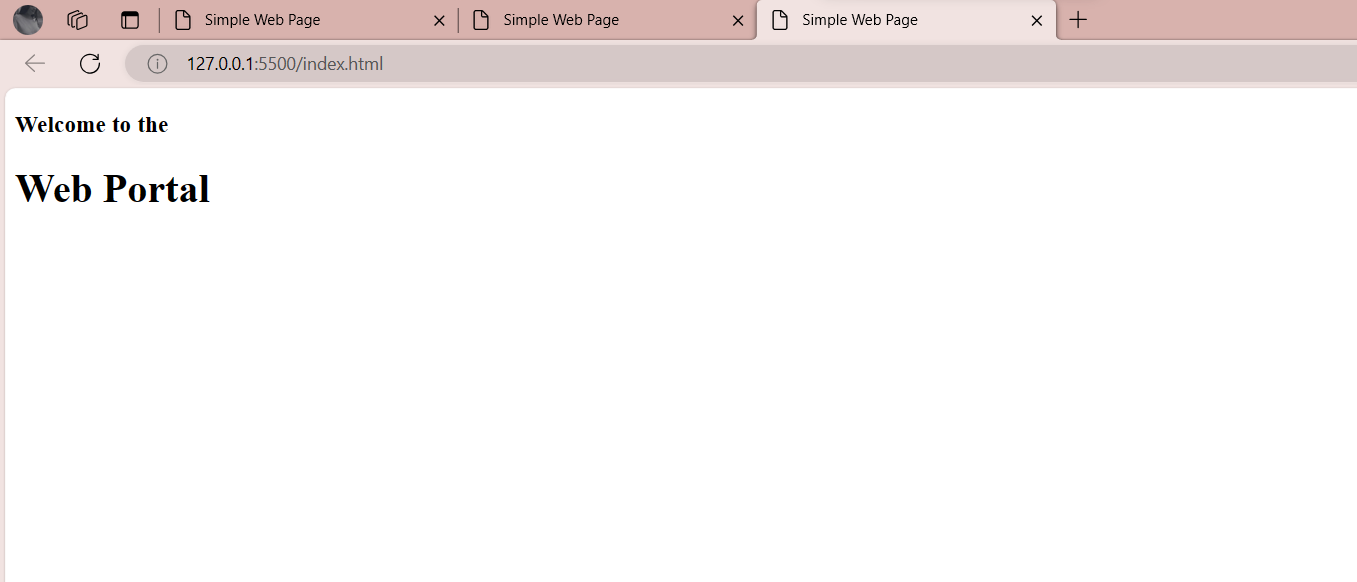 Simple Web Page
Simple Web Page
Simple Web Page
127.0.0.1:5500/index.html
Welcome to the
Web Portal